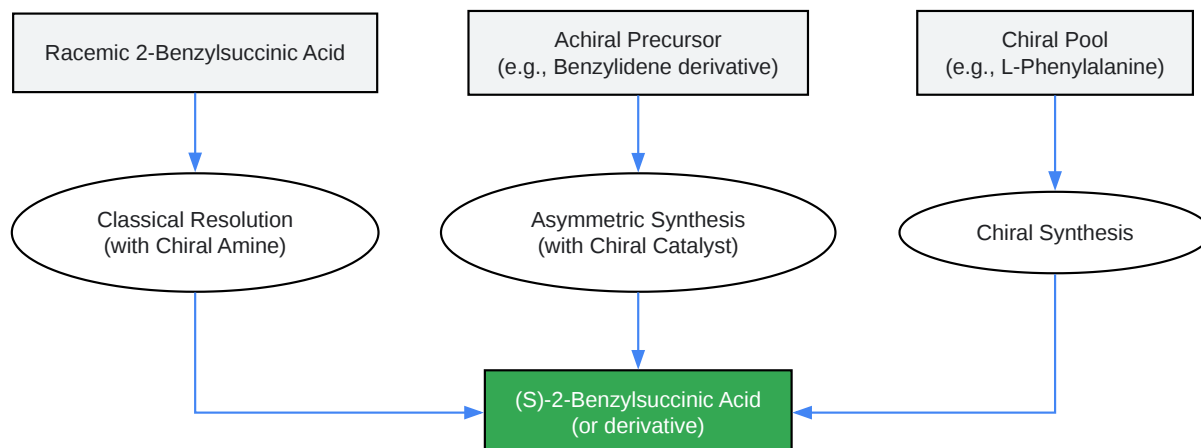 Racemic 2-Benzylsuccinic Acid
Achiral Precursor
(e.g., Benzylidene derivative)
Chiral Pool
(e.g., L-Phenylalanine)
Classical Resolution
(with Chiral Amine)
Asymmetric Synthesis
(with Chiral Catalyst)
Chiral Synthesis
(S)-2-Benzylsuccinic Acid
(or derivative)